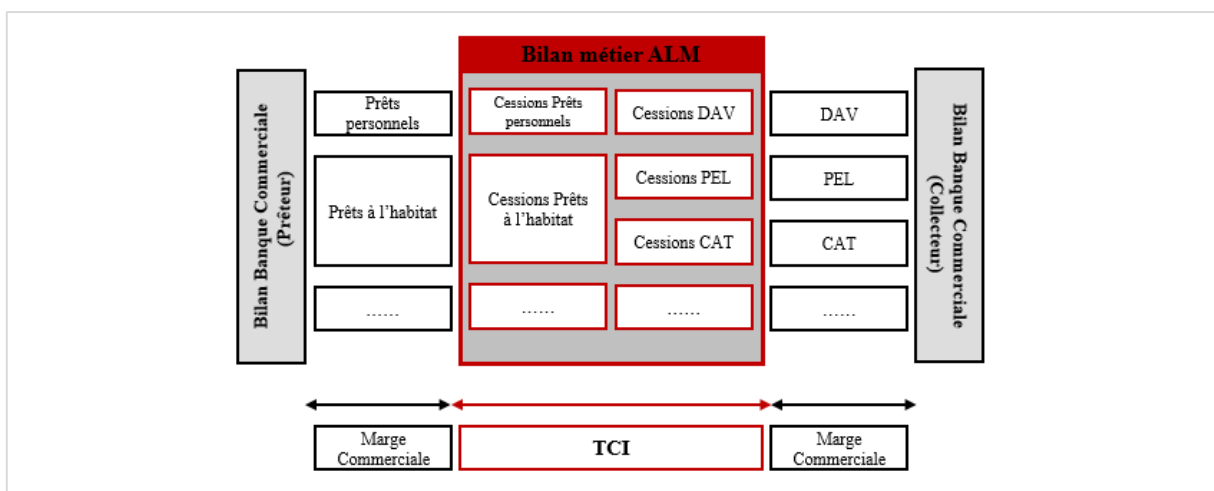 Bilan métier ALM
Bilan Banque Commerciale
(Prêteur)
Prêts
personnels
Cessions Prêts
personnels
Cessions DAV
DAV
Prêts à l’habitat
Cessions Prêts
à l’habitat
Cessions PEL
PEL
Cessions CAT
CAT
……
……
……
……
Bilan Banque Commerciale
(Collecteur)
Marge
Commerciale
TCI
Marge
Commerciale